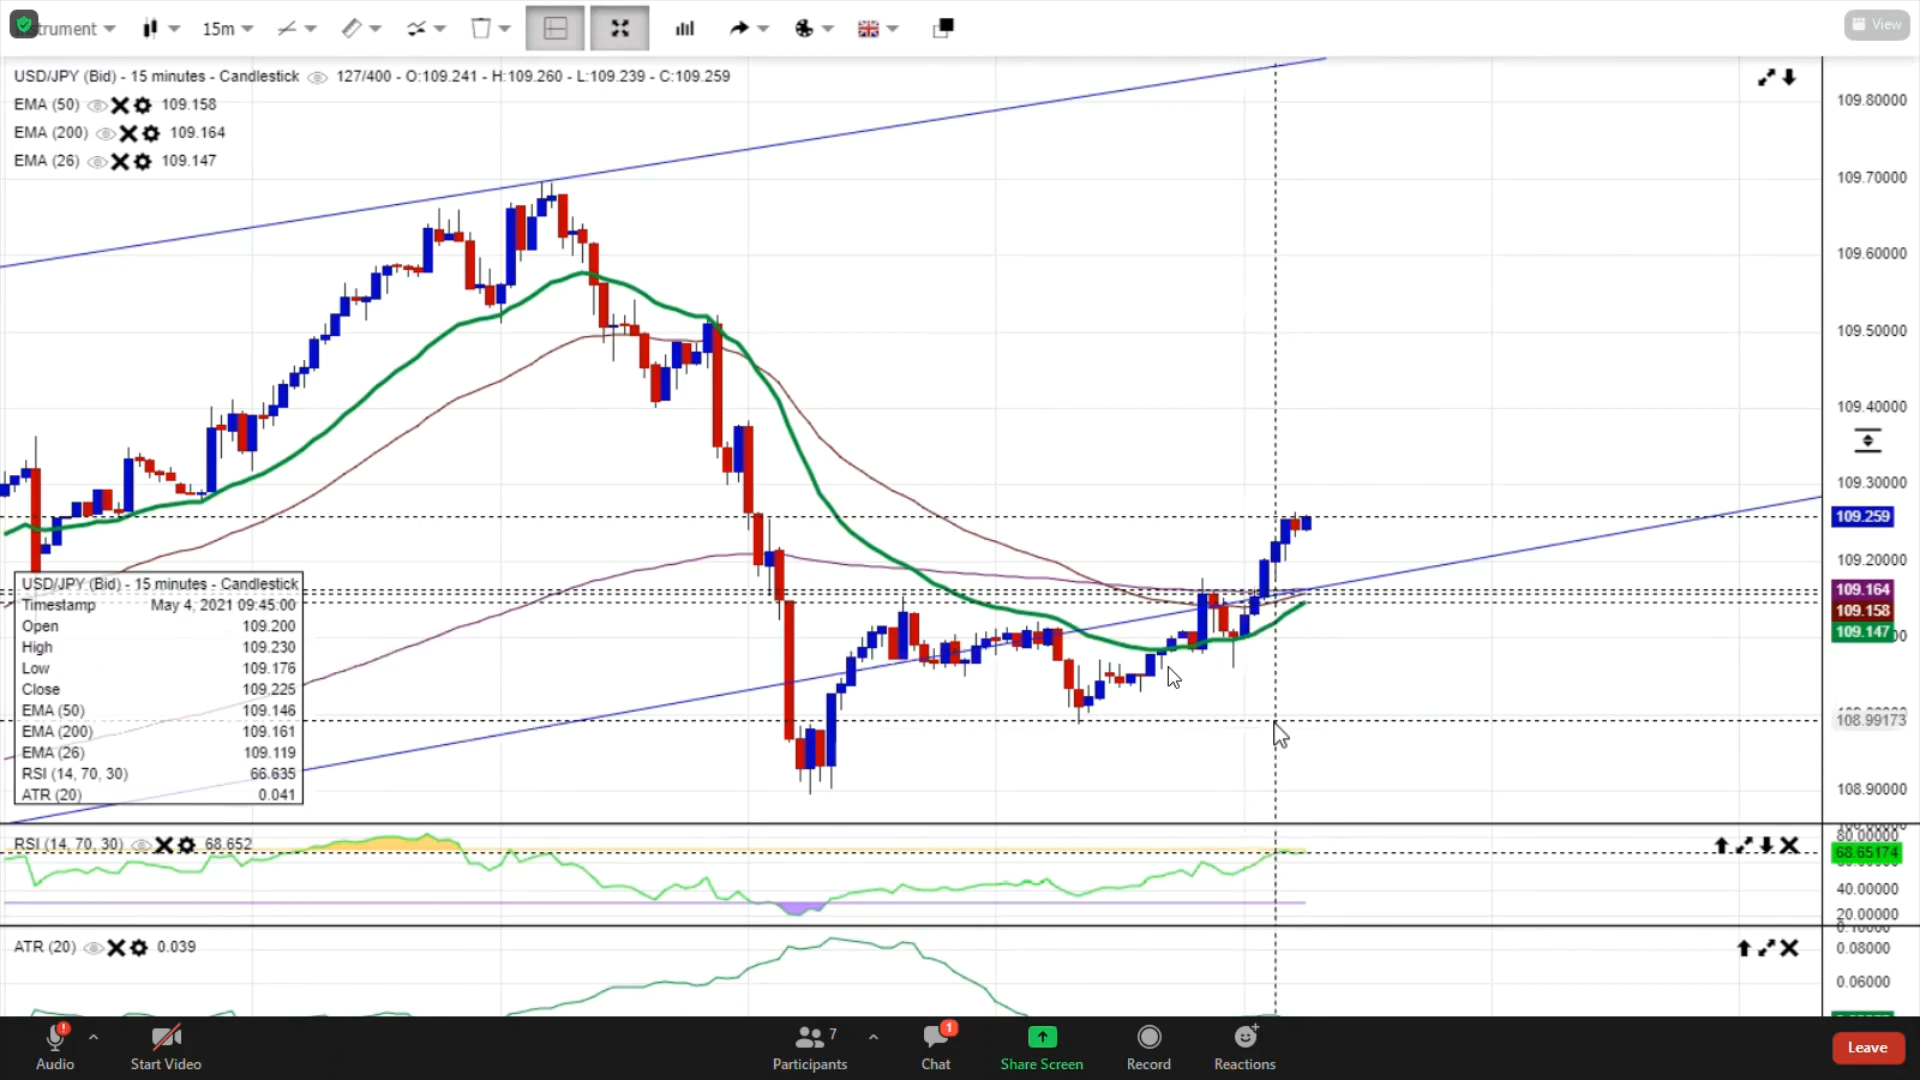 strument
15m
View
USD/JPY (Bid) - 15 minutes - Candlestick 127/400 - O:109.241 - H:109.260 - L:109.239 - C:109.259
EMA (50) 109.158
EMA (200) 109.164
EMA (26) 109.147
109.80000
109.70000
109.60000
109.50000
109.40000
109.30000
109.259
109.20000
109.164
109.158
109.147
108.99173
108.90000
USD/JPY (Bid) - 15 minutes - Candlestick
Timestamp May 4, 2021 09:45:00
Open 109.200
High 109.230
Low 109.176
Close 109.225
EMA (50) 109.146
EMA (200) 109.161
EMA (26) 109.119
RSI (14, 70, 30) 66.635
ATR (20) 0.041
RSI (14, 70, 30) 68.652
80.00000
68.65174
40.00000
20.00000
ATR (20) 0.039
0.08000
0.06000
Audio
Start Video
Participants 7
Chat 1
Share Screen
Record
Reactions
Leave